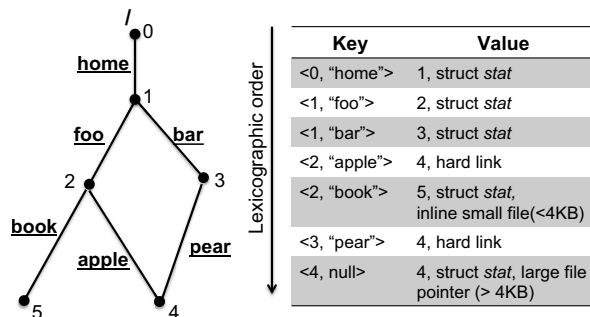 /
0
home
1
foo
bar
2
3
book
apple
pear
5
4
Lexicographic order
Key Value
<0, “home”> 1, struct stat
<1, “foo”> 2, struct stat
<1, “bar”> 3, struct stat
<2, “apple”> 4, hard link
<2, “book”> 5, struct stat,
inline small file(<4KB)
<3, “pear”> 4, hard link
<4, null> 4, struct stat, large file
pointer (> 4KB)